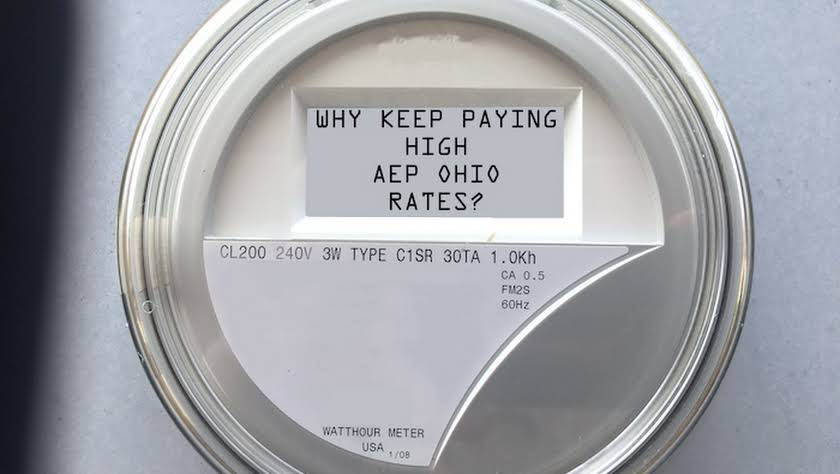 WHY KEEP PAYING
HIGH
AEP OHIO
RATES?
CL200 240V 3W TYPE C1SR 30TA 1.0Kh
CA 0.5
FM2S
60Hz
WATTHOUR METER
USA 1/08